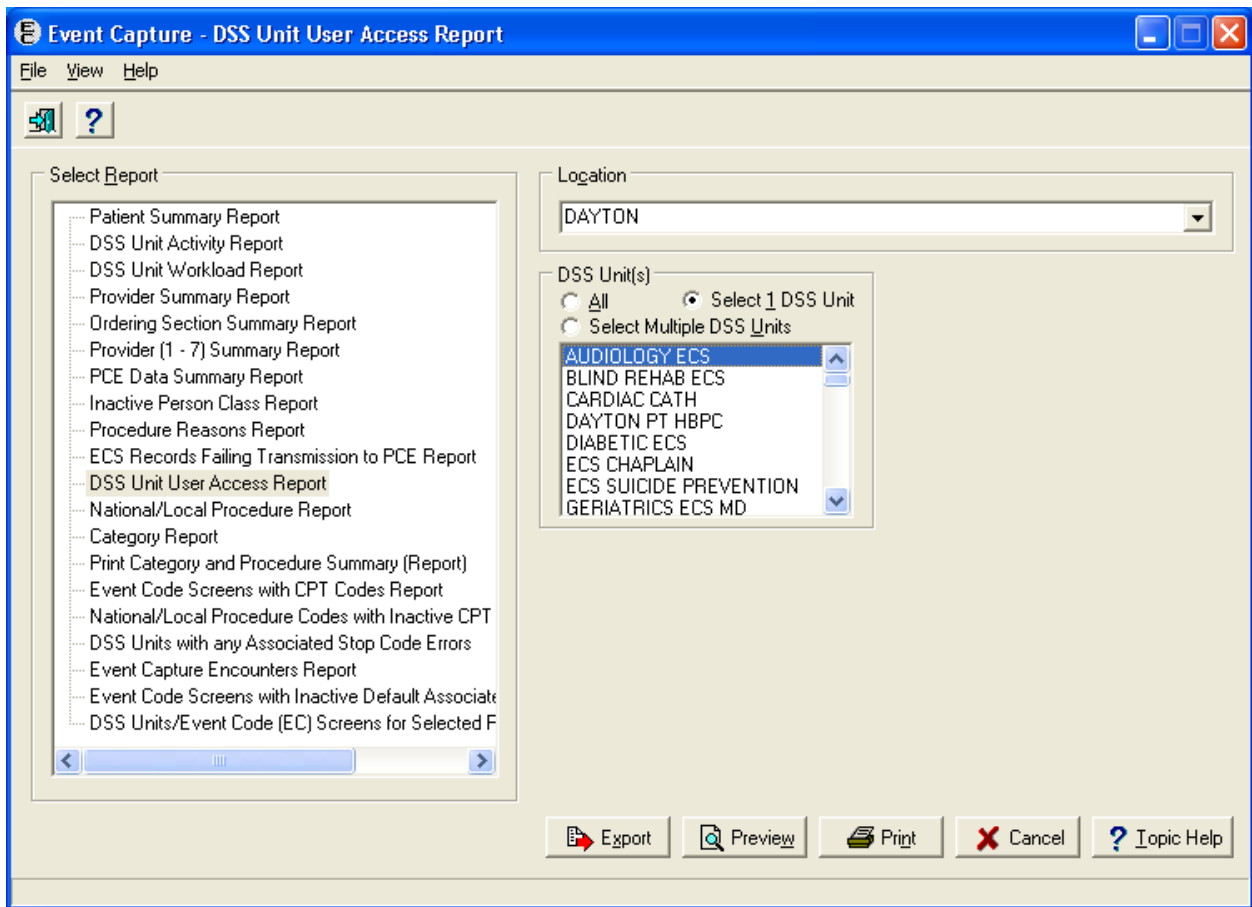 Event Capture - DSS Unit User Access Report
File View Help
?
Select Report
Patient Summary Report
DSS Unit Activity Report
DSS Unit Workload Report
Provider Summary Report
Ordering Section Summary Report
Provider (1 - 7) Summary Report
PCE Data Summary Report
Inactive Person Class Report
Procedure Reasons Report
ECS Records Failing Transmission to PCE Report
DSS Unit User Access Report
National/Local Procedure Report
Category Report
Print Category and Procedure Summary (Report)
Event Code Screens with CPT Codes Report
National/Local Procedure Codes with Inactive CPT
DSS Units with any Associated Stop Code Errors
Event Capture Encounters Report
Event Code Screens with Inactive Default Associate
DSS Units/Event Code (EC) Screens for Selected F
Location
DAYTON
DSS Unit(s)
All Select 1 DSS Unit
Select Multiple DSS Units
AUDIOLOGY ECS
BLIND REHAB ECS
CARDIAC CATH
DAYTON PT HBPC
DIABETIC ECS
ECS CHAPLAIN
ECS SUICIDE PREVENTION
GERIATRICS ECS MD
Export Preview Print Cancel ? Topic Help